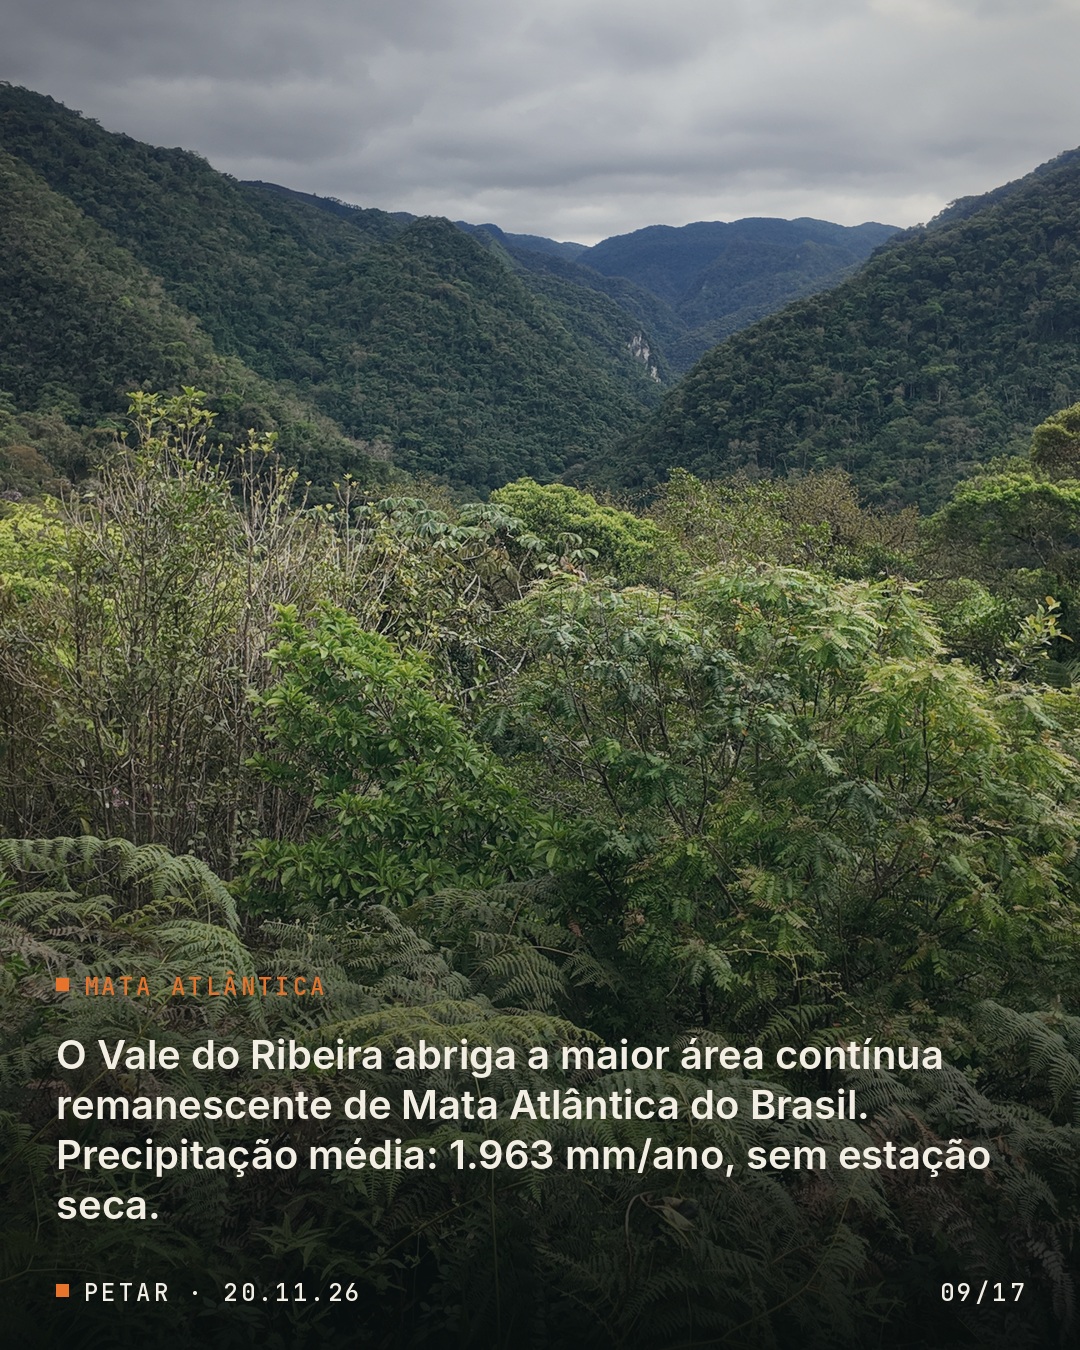 MATA ATLÂNTICA
O Vale do Ribeira abriga a maior área contínua
remanescente de Mata Atlântica do Brasil.
Precipitação média: 1.963 mm/ano, sem estação
seca.
PETAR · 20.11.26
09/17